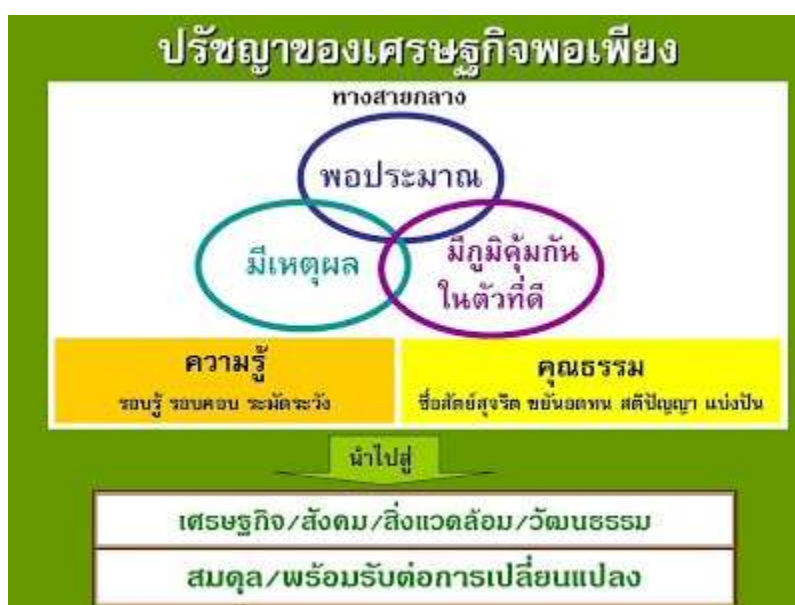 ปรัชญาของเศรษฐกิจพอเพียง
ทางสายกลาง
พอประมาณ
มีเหตุผล
มีภูมิคุ้มกัน
ในตัวที่ดี
ความรู้
รอบรู้ รอบคอบ ระมัดระวัง
คุณธรรม
ซื่อสัตย์สุจริต ขยันอดทน สติปัญญา แบ่งปัน
นำไปสู่
เศรษฐกิจ/สังคม/สิ่งแวดล้อม/วัฒนธรรม
สมดุล/พร้อมรับต่อการเปลี่ยนแปลง